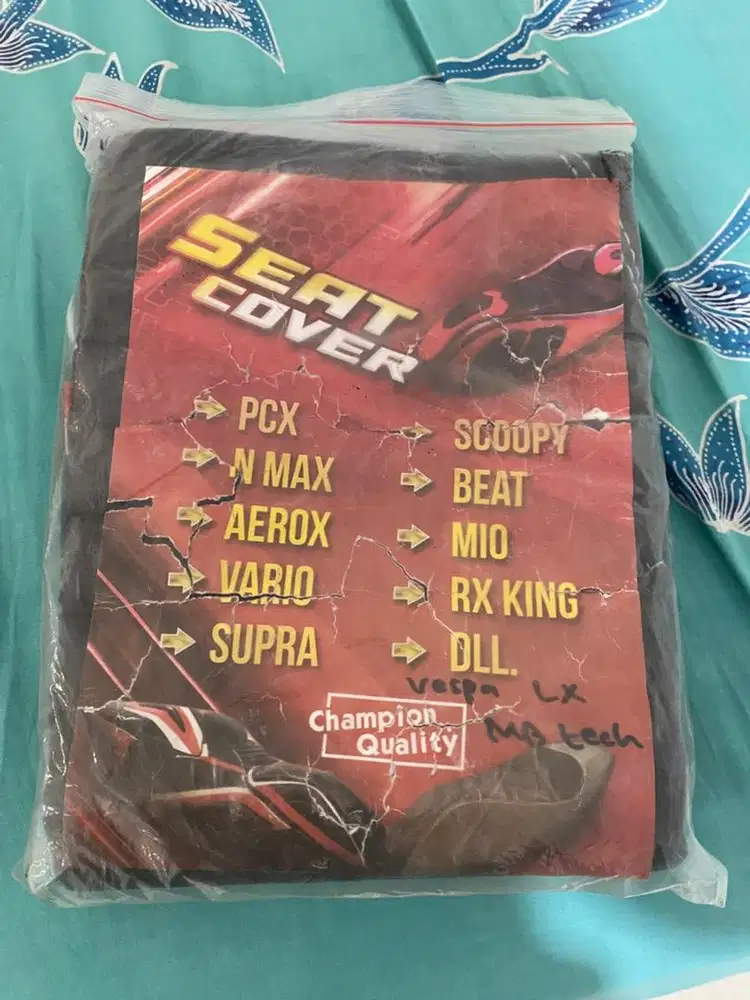 SEAT
COVER
PCX
N MAX
AEROX
VARIO
SUPRA
SCOOPY
BEAT
MIO
RX KING
DLL.
Vespa LX
MB tech
Champion
Quality